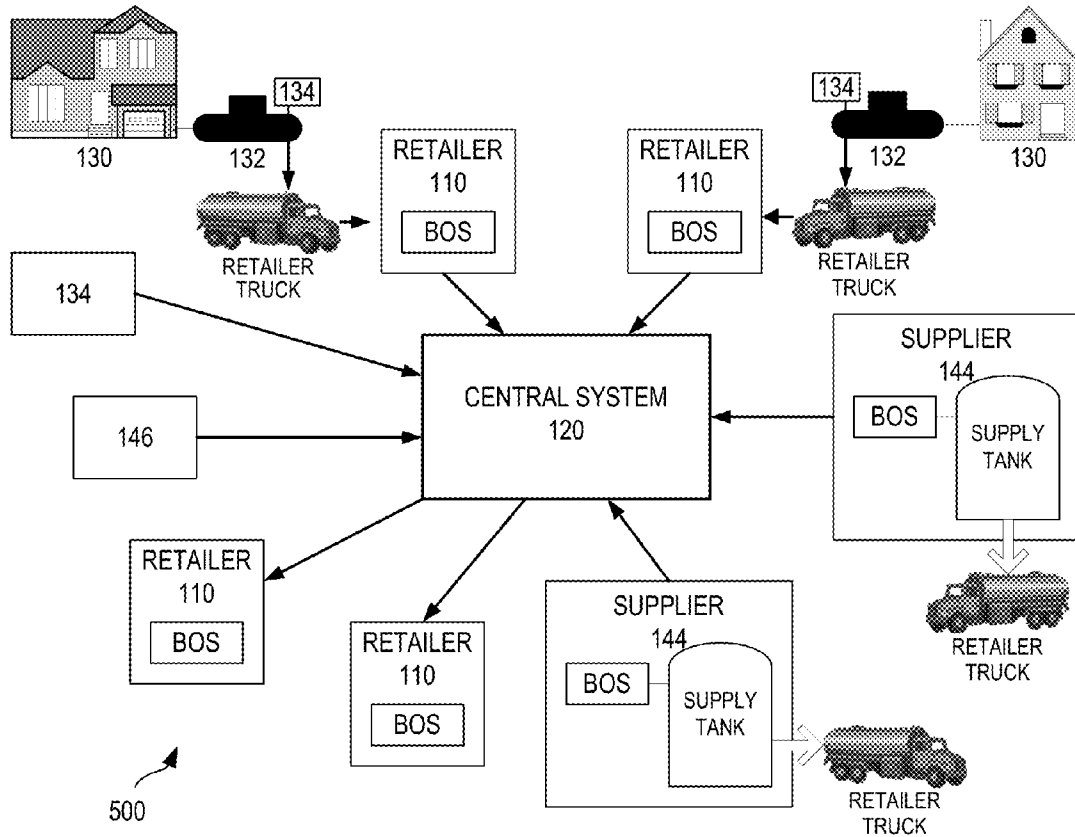 134
134
130
132
RETAILER
110
BOS
RETAILER
110
BOS
132
130
RETAILER
TRUCK
RETAILER
TRUCK
134
146
CENTRAL SYSTEM
120
SUPPLIER
144
BOS
SUPPLY
TANK
RETAILER
TRUCK
RETAILER
110
BOS
RETAILER
110
BOS
SUPPLIER
144
BOS
SUPPLY
TANK
RETAILER
TRUCK
500